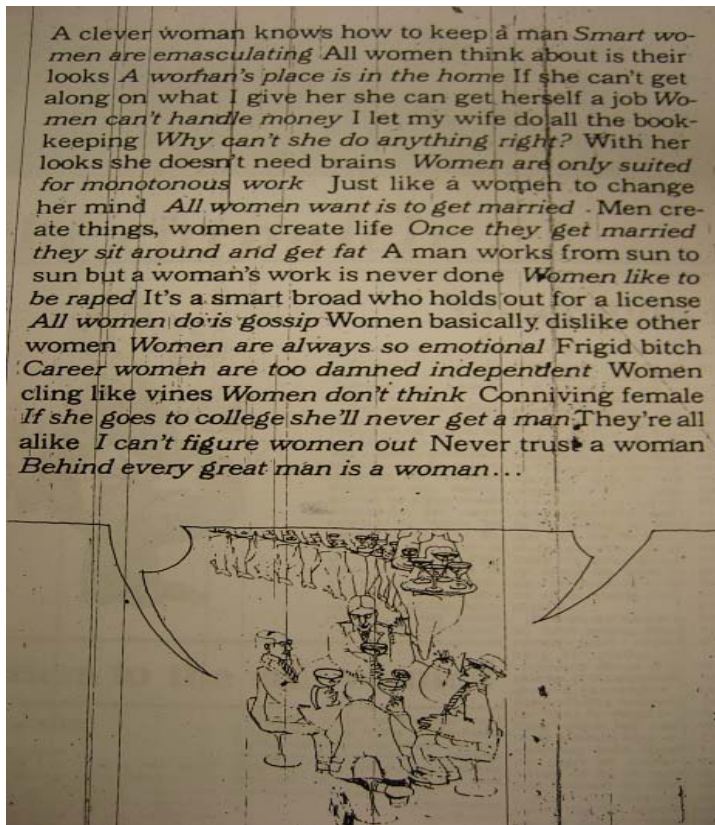 A clever woman knows how to keep a man Smart wo-
men are emasculating All women think about is their
looks A woman's place is in the home If she can't get
along on what I give her she can get herself a job Wo-
men can't handle money I let my wife do all the book-
keeping Why can't she do anything right? With her
looks she doesn't need brains Women are only suited
for monotonous work Just like a women to change
her mind All women want is to get married . Men cre-
ate things, women create life Once they get married
they sit around and get fat A man works from sun to
sun but a woman's work is never done Women like to
be raped It's a smart broad who holds out for a license
All women do is gossip Women basically dislike other
women Women are always so emotional Frigid bitch
Career women are too damned independent Women
cling like vines Women don't think Conniving female
If she goes to college she'll never get a man They're all
alike I can't figure women out Never trust a woman
Behind every great man is a woman...